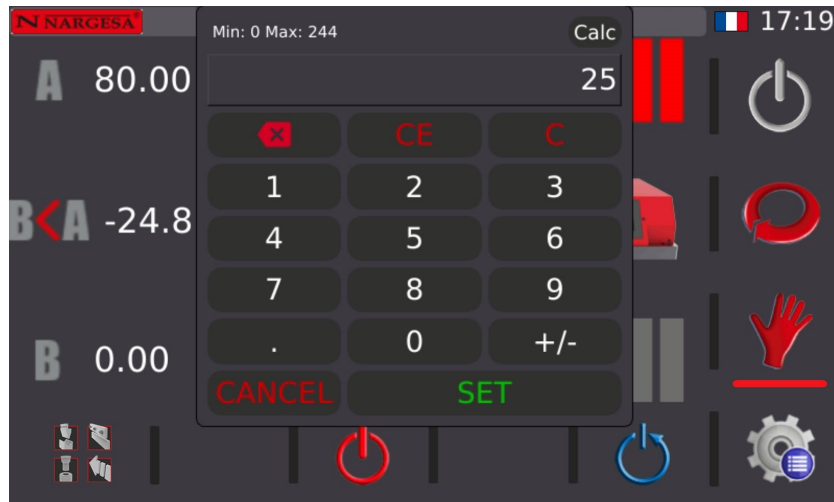 N NARGESA®
Min: 0 Max: 244
Calc
17:19
25
A 80.00
CE
C
1 2 3
B<A -24.8
4 5 6
7 8 9
. 0 +/-
B 0.00
CANCEL
SET